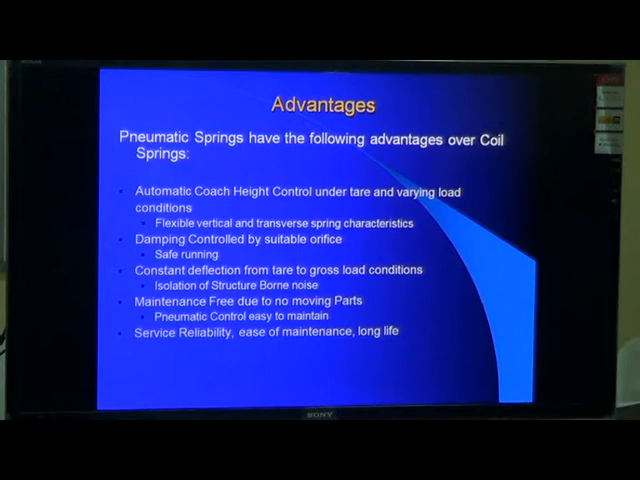 Advantages
Pneumatic Springs have the following advantages over Coil
Springs:
• Automatic Coach Height Control under tare and varying load
conditions
• Flexible vertical and transverse spring characteristics
• Damping Controlled by suitable orifice
• Safe running
• Constant deflection from tare to gross load conditions
• Isolation of Structure Borne noise
• Maintenance Free due to no moving Parts
• Pneumatic Control easy to maintain
• Service Reliability, ease of maintenance, long life
SONY